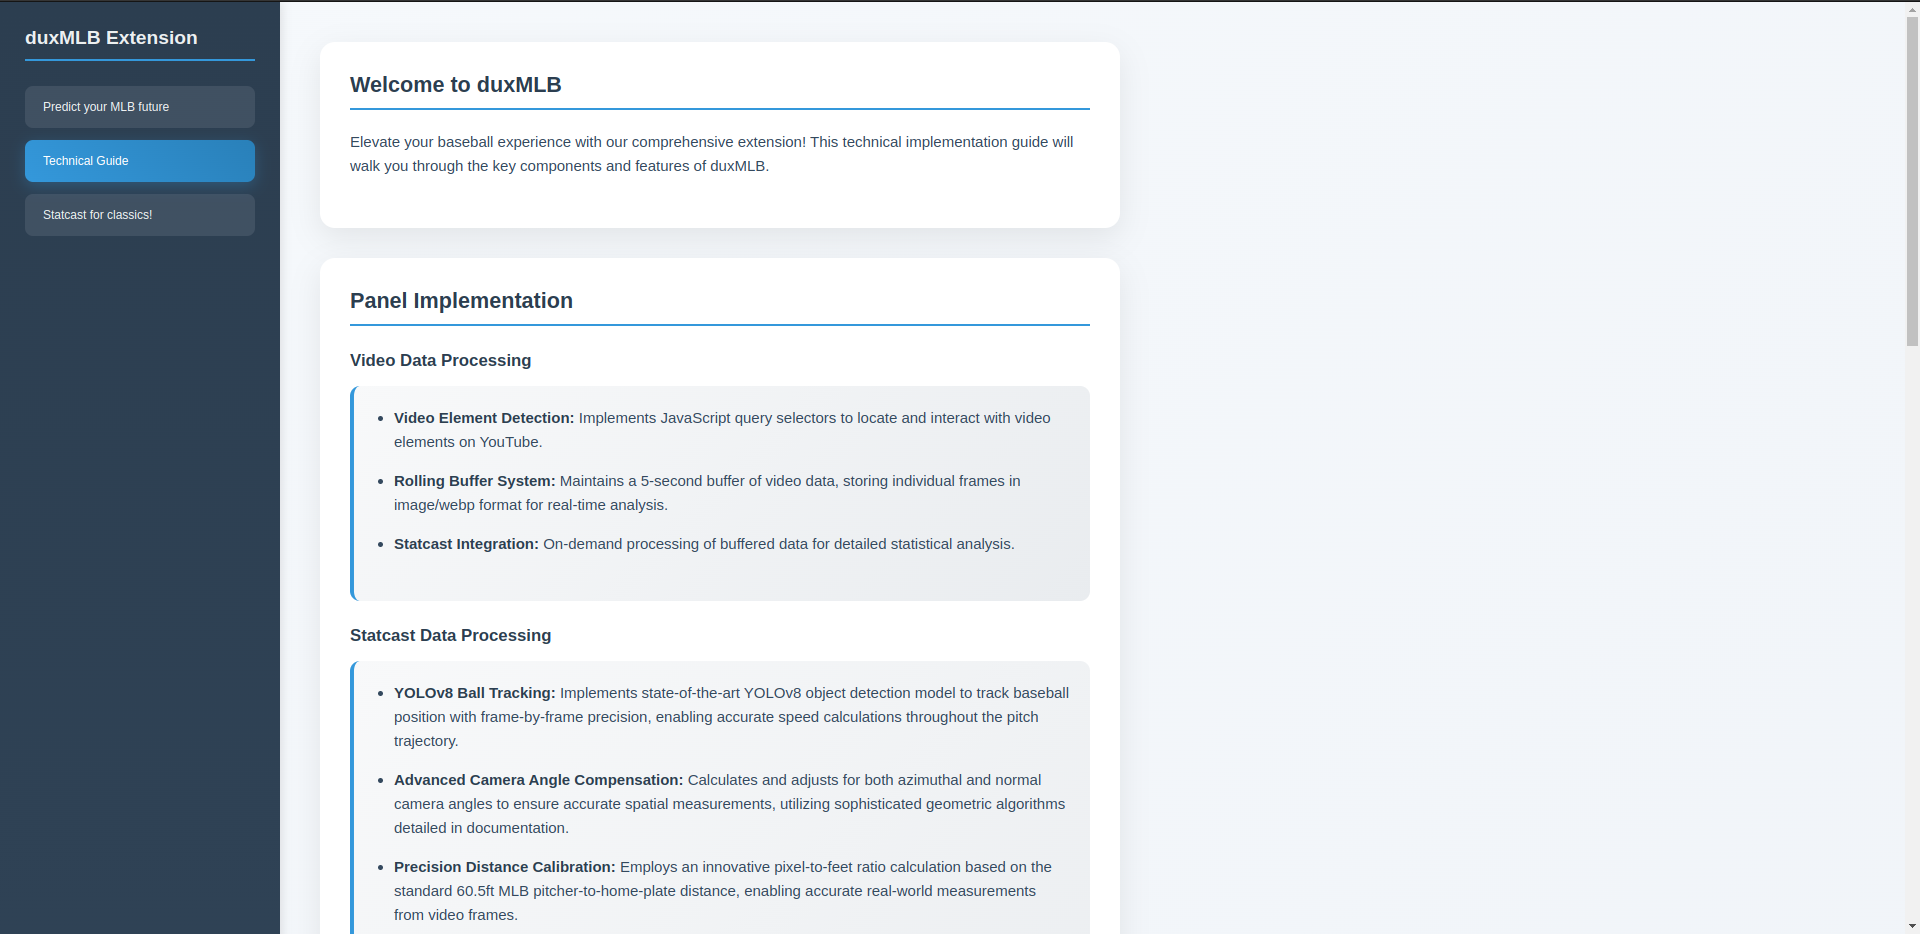 duxMLB Extension
Predict your MLB future
Technical Guide
Statcast for classics!
Welcome to duxMLB
Elevate your baseball experience with our comprehensive extension! This technical implementation guide will
walk you through the key components and features of duxMLB.
Panel Implementation
Video Data Processing
Video Element Detection: Implements JavaScript query selectors to locate and interact with video
elements on YouTube.
Rolling Buffer System: Maintains a 5-second buffer of video data, storing individual frames in
image/webp format for real-time analysis.
Statcast Integration: On-demand processing of buffered data for detailed statistical analysis.
Statcast Data Processing
YOLOv8 Ball Tracking: Implements state-of-the-art YOLOv8 object detection model to track baseball
position with frame-by-frame precision, enabling accurate speed calculations throughout the pitch
trajectory.
Advanced Camera Angle Compensation: Calculates and adjusts for both azimuthal and normal
camera angles to ensure accurate spatial measurements, utilizing sophisticated geometric algorithms
detailed in documentation.
Precision Distance Calibration: Employs an innovative pixel-to-feet ratio calculation based on the
standard 60.5ft MLB pitcher-to-home-plate distance, enabling accurate real-world measurements
from video frames.